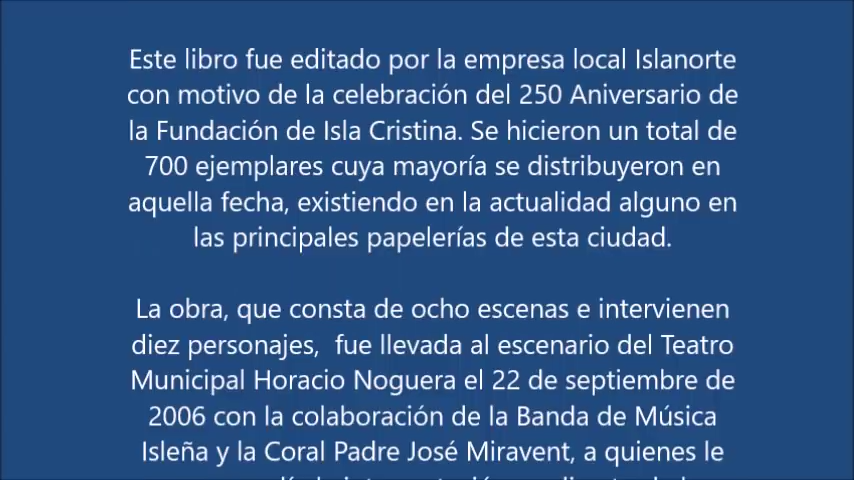 Este libro fue editado por la empresa local Islanorte
con motivo de la celebración del 250 Aniversario de
la Fundación de Isla Cristina. Se hicieron un total de
700 ejemplares cuya mayoría se distribuyeron en
aquella fecha, existiendo en la actualidad alguno en
las principales papelerías de esta ciudad.
La obra, que consta de ocho escenas e intervienen
diez personajes,  fue llevada al escenario del Teatro
Municipal Horacio Noguera el 22 de septiembre de
2006 con la colaboración de la Banda de Música
Isleña y la Coral Padre José Miravent, a quienes le